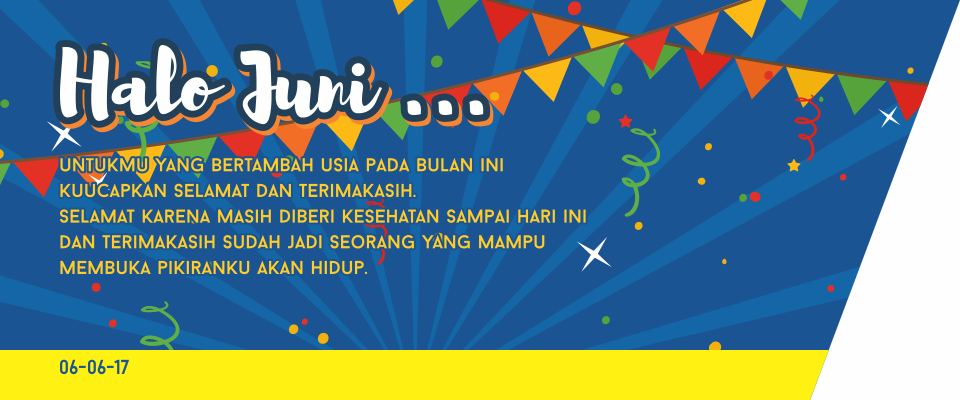 Halo Juni ...
UNTUKMU YANG BERTAMBAH USIA PADA BULAN INI
KUUCAPKAN SELAMAT DAN TERIMAKASIH.
SELAMAT KARENA MASIH DIBERI KESEHATAN SAMPAI HARI INI
DAN TERIMAKASIH SUDAH JADI SEORANG YANG MAMPU
MEMBUKA PIKIRANKU AKAN HIDUP.
06-06-17